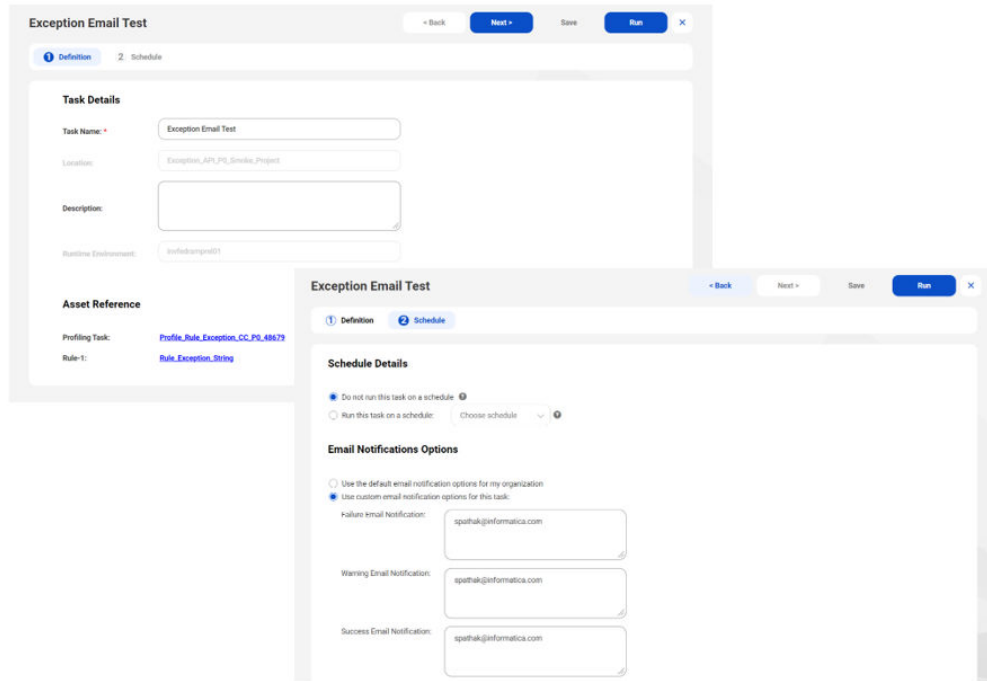 Exception Email Test
< Back
Next >
Save
Run
1 Definition
2 Schedule
Task Details
Task Name: * Exception Email Test
Location: Exception_API_P0_Smoke_Project
Description:
Runtime Environment:
Asset Reference
Profiling Task: Profile_Rule_Exception_CC_P0_48679
Rule-1: Rule_Exception_String
Exception Email Test
< Back
Next >
Save
Run
1 Definition
2 Schedule
Schedule Details
Do not run this task on a schedule
Run this task on a schedule: Choose schedule
Email Notifications Options
Use the default email notification options for my organization
Use custom email notification options for this task:
Failure Email Notification: spathak@informatica.com
Warning Email Notification: spathak@informatica.com
Success Email Notification: spathak@informatica.com